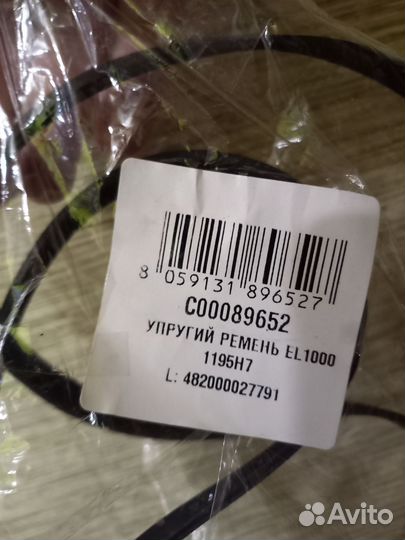 8 059131 896527
C00089652
УПРУГИЙ РЕМЕНЬ EL1000
1195H7
L: 482000027791
Avito